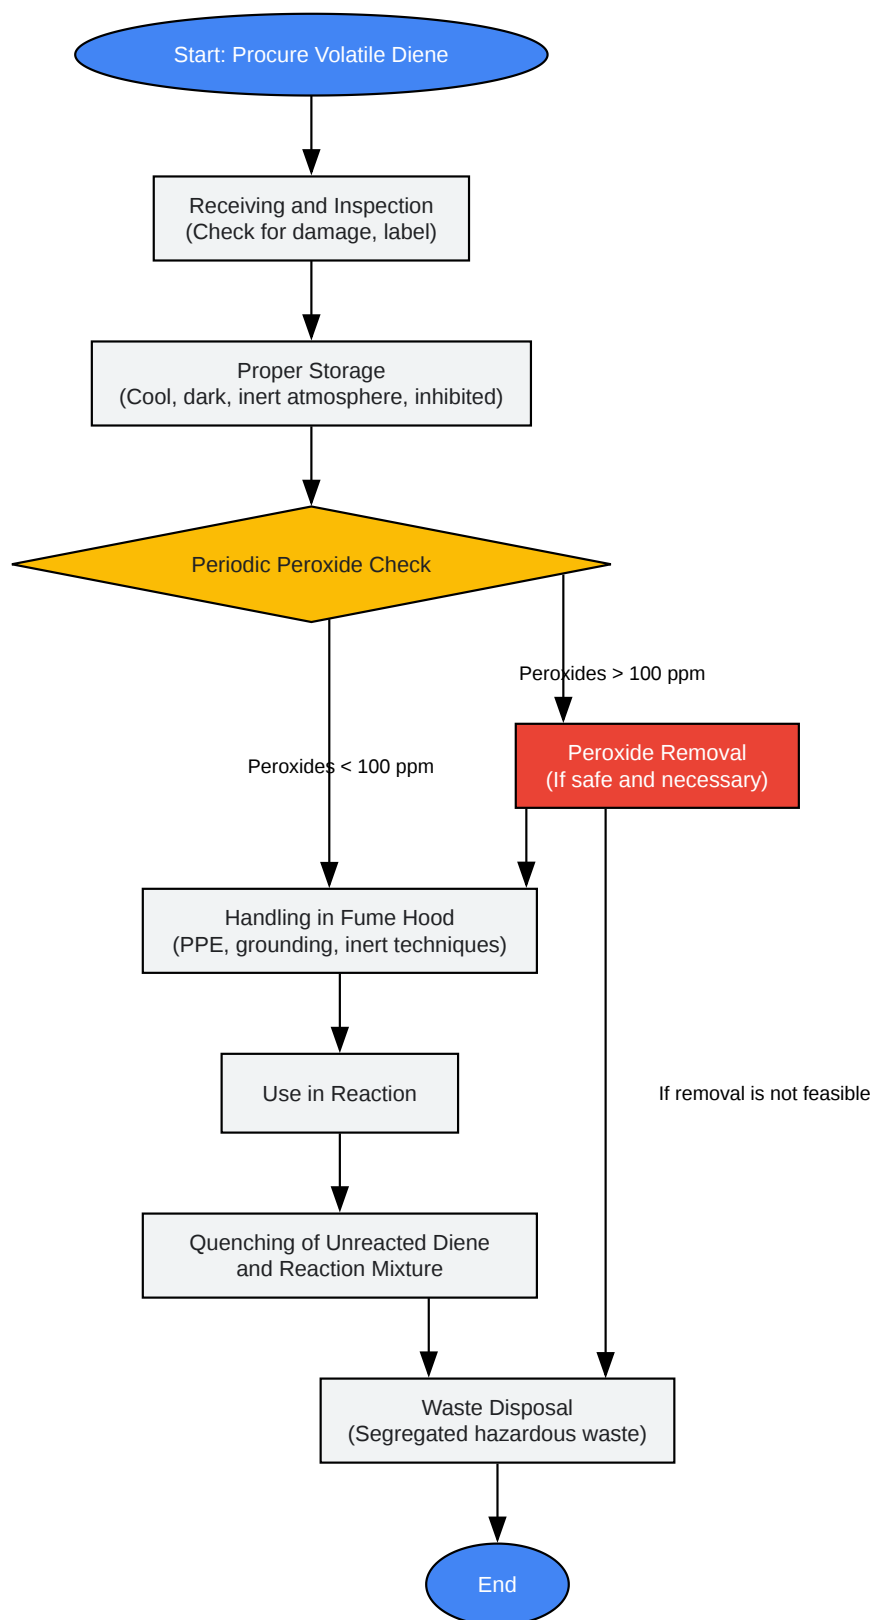 Start: Procure Volatile Diene
Receiving and Inspection
(Check for damage, label)
Proper Storage
(Cool, dark, inert atmosphere, inhibited)
Periodic Peroxide Check
Peroxides > 100 ppm
Peroxide Removal
(If safe and necessary)
Peroxides < 100 ppm
Handling in Fume Hood
(PPE, grounding, inert techniques)
Use in Reaction
If removal is not feasible
Quenching of Unreacted Diene
and Reaction Mixture
Waste Disposal
(Segregated hazardous waste)
End